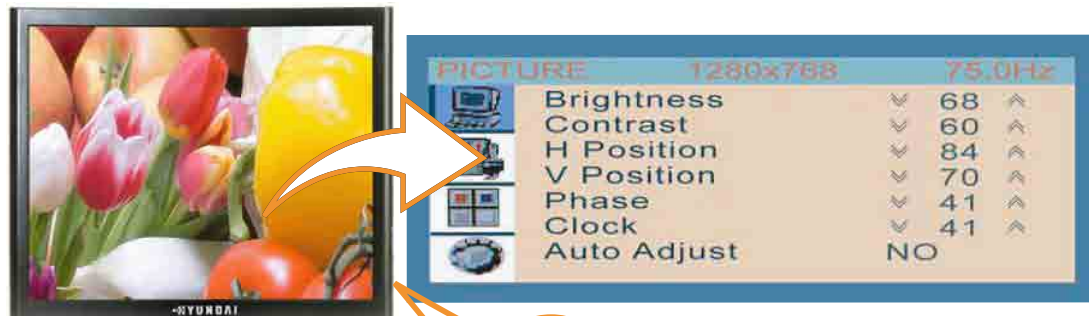 HYUNDAI
PICTURE 1280x768 75.0Hz
Brightness 68
Contrast 60
H Position 84
V Position 70
Phase 41
Clock 41
Auto Adjust NO